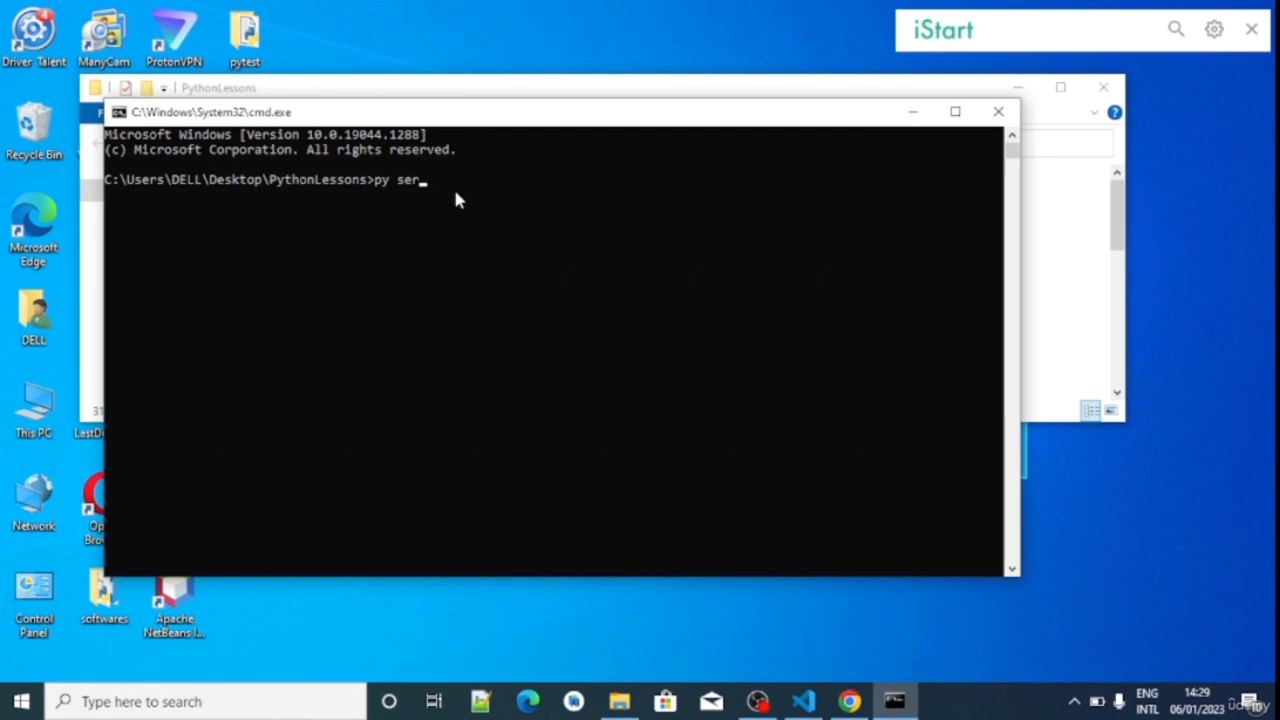 iStart
Driver Talent
ManyCam
ProtonVPN
pytest
PythonLessons
C:\Windows\System32\cmd.exe
Microsoft Windows [Version 10.0.19044.1288]
(c) Microsoft Corporation. All rights reserved.
C:\Users\DELL\Desktop\PythonLessons>py ser_
Recycle Bin
Microsoft
Edge
DELL
This PC
Network
Control
Panel
softwares
Apache
NetBeans I...
Type here to search
ENG
INTL
14:29
06/01/2023
udemy